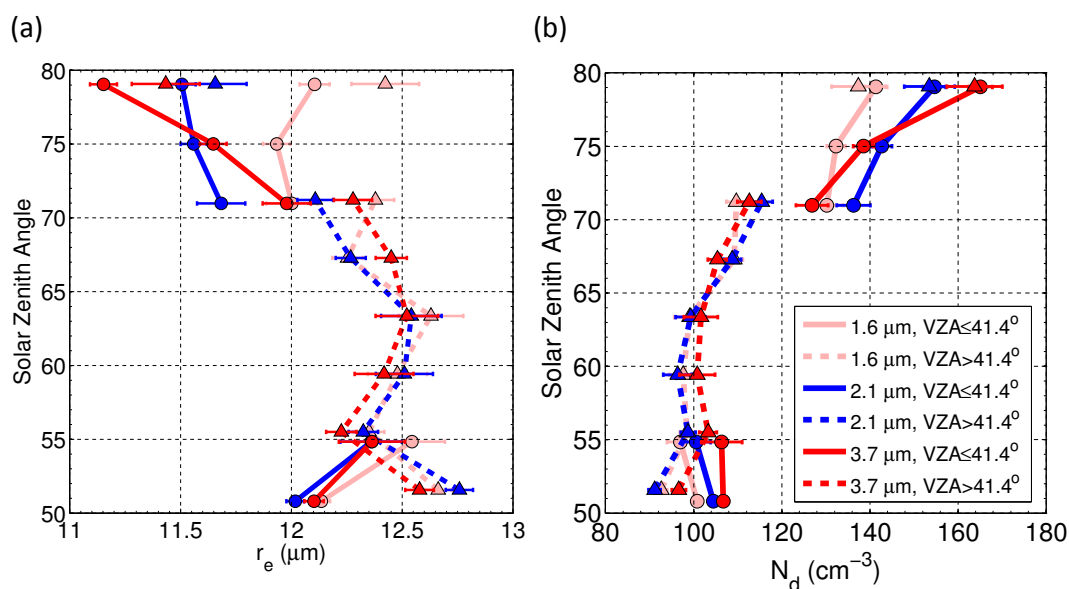 (a)
(b)
80
75
70
65
60
55
50
Solar Zenith Angle
11
11.5
12
12.5
13
r_e (μm)
80
75
70
65
60
55
50
Solar Zenith Angle
80
100
120
140
160
180
N_d (cm⁻³)
1.6 μm, VZA≤41.4°
1.6 μm, VZA>41.4°
2.1 μm, VZA≤41.4°
2.1 μm, VZA>41.4°
3.7 μm, VZA≤41.4°
3.7 μm, VZA>41.4°